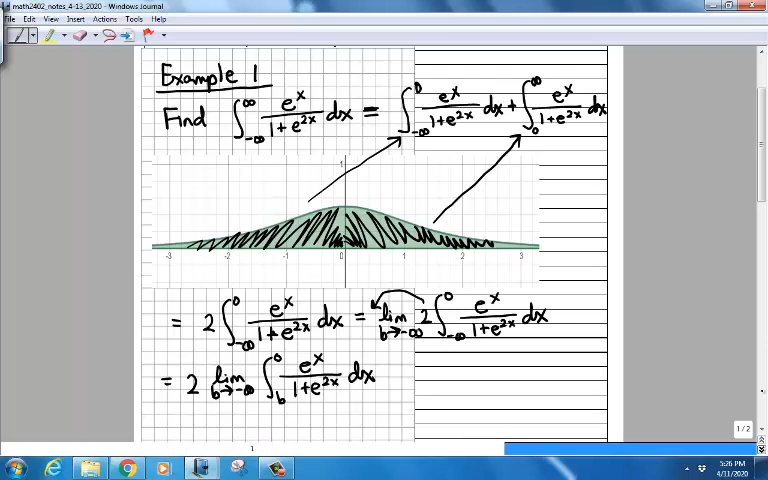 math2402_notes_4-13_2020 - Windows Journal
File Edit View Insert Actions Tools Help
Example 1
Find ∫_{-∞}^{∞} e^x/(1+e^{2x}) dx = ∫_{-∞}^{0} e^x/(1+e^{2x}) dx + ∫_{0}^{∞} e^x/(1+e^{2x}) dx
1
-3 -2 -1 0 1 2 3
= 2 ∫_{-∞}^{0} e^x/(1+e^{2x}) dx = lim_{b→-∞} 2 ∫_{-∞}^{0} e^x/(1+e^{2x}) dx
= 2 lim_{b→-∞} ∫_{b}^{0} e^x/(1+e^{2x}) dx
1/2
1
5:26 PM
4/11/2020